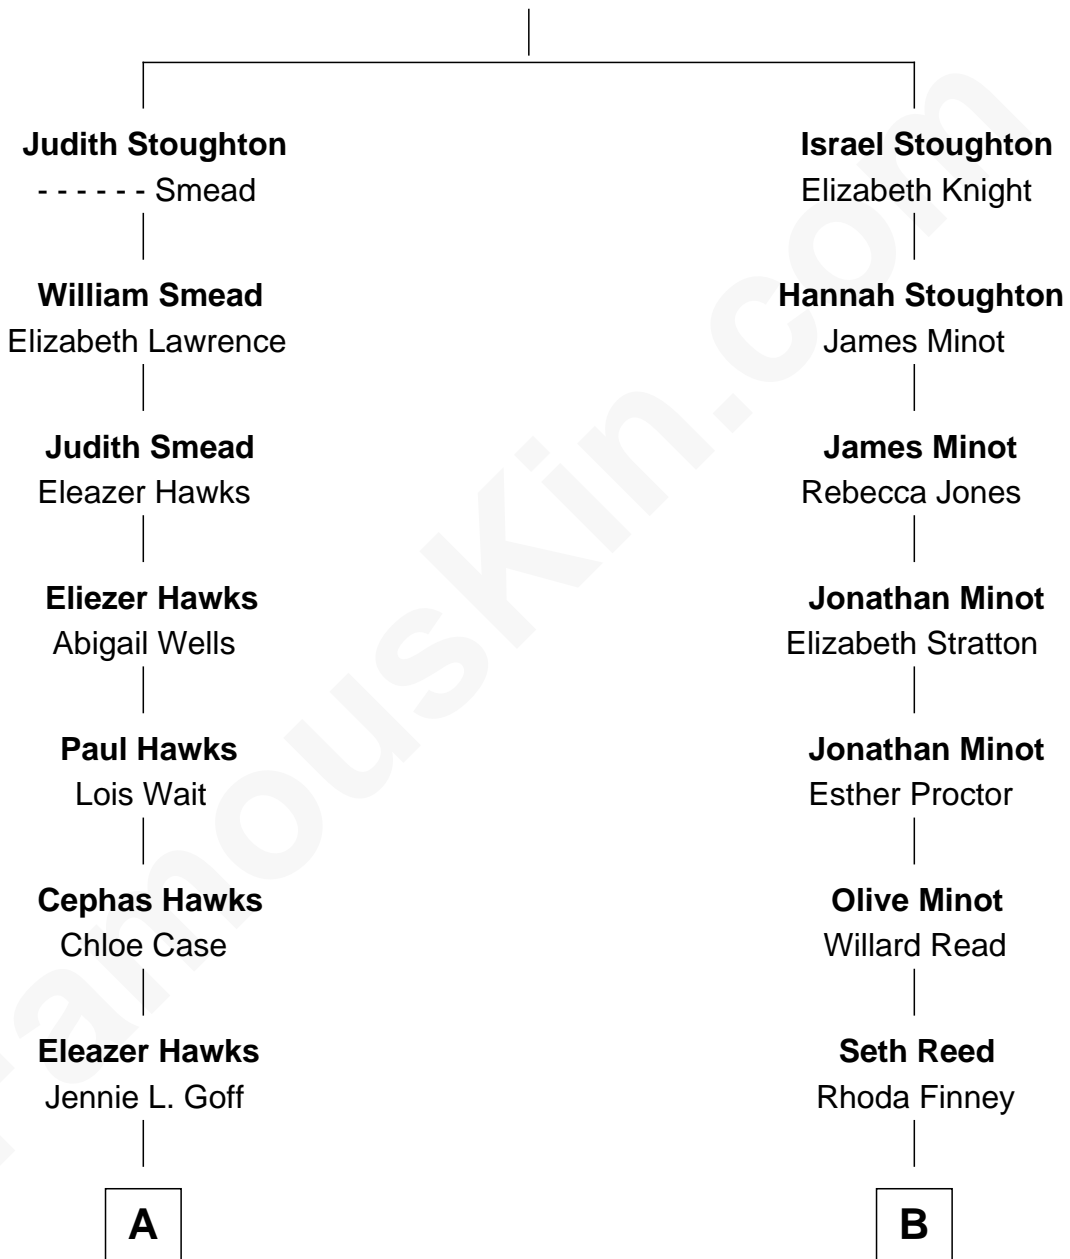 Judith Stoughton
- - - - - - Smead
William Smead
Elizabeth Lawrence
Judith Smead
Eleazer Hawks
Eliezer Hawks
Abigail Wells
Paul Hawks
Lois Wait
Cephas Hawks
Chloe Case
Eleazer Hawks
Jennie L. Goff
A
Israel Stoughton
Elizabeth Knight
Hannah Stoughton
James Minot
James Minot
Rebecca Jones
Jonathan Minot
Elizabeth Stratton
Jonathan Minot
Esther Proctor
Olive Minot
Willard Read
Seth Reed
Rhoda Finney
B
FamousKin.com